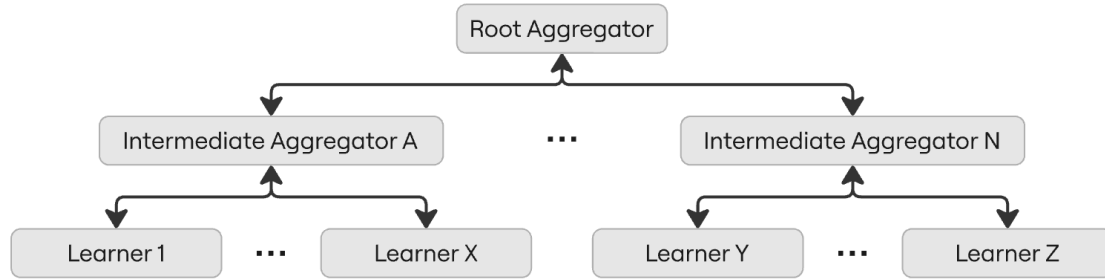 Root Aggregator
Intermediate Aggregator A
...
Intermediate Aggregator N
Learner 1
...
Learner X
Learner Y
...
Learner Z